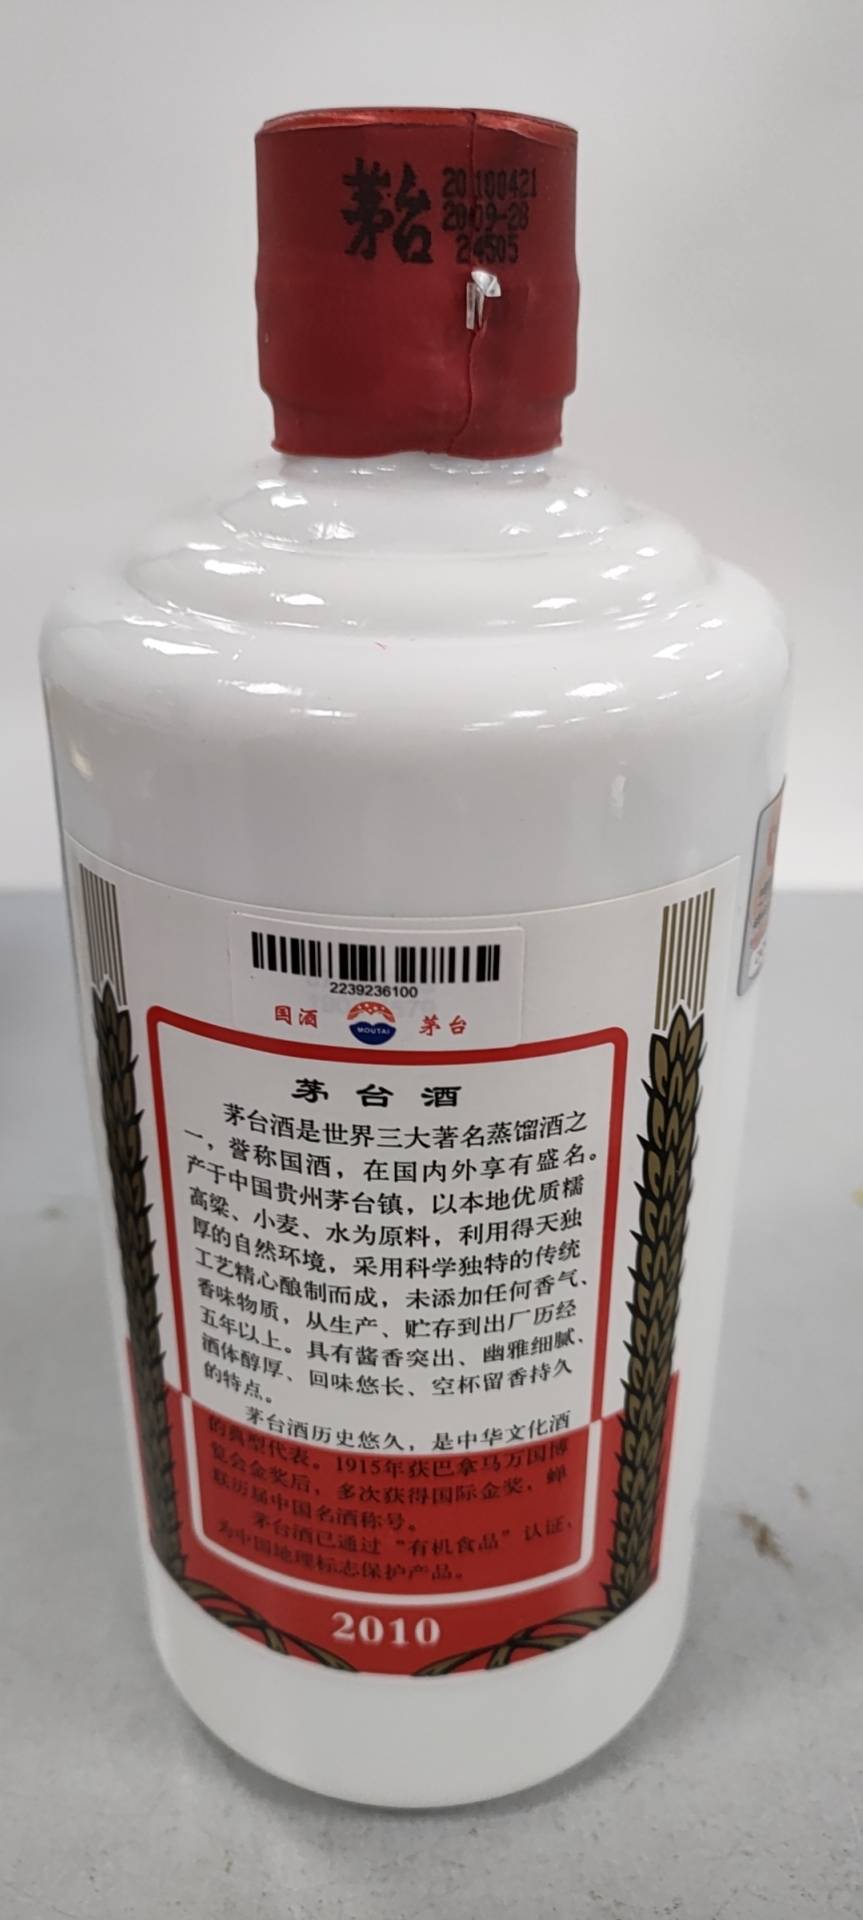 茅台
20100421
2009-28
24505
2239236100
国酒
MOUTAI
茅台
茅台酒
茅台酒是世界三大著名蒸馏酒之
一，誉称国酒，在国内外享有盛名。
产于中国贵州茅台镇，以本地优质糯
高粱、小麦、水为原料，利用得天独
厚的自然环境，采用科学独特的传统
工艺精心酿制而成，未添加任何香气、
香味物质，从生产、贮存到出厂历经
五年以上。具有酱香突出、幽雅细腻、
酒体醇厚、回味悠长、空杯留香持久
的特点。
茅台酒历史悠久，是中华文化酒
的典型代表。1915年获巴拿马万国博
览会金奖后，多次获得国际金奖，蝉
联历届中国名酒称号。
茅台酒已通过“有机食品”认证，
为中国地理标志保护产品。
2010